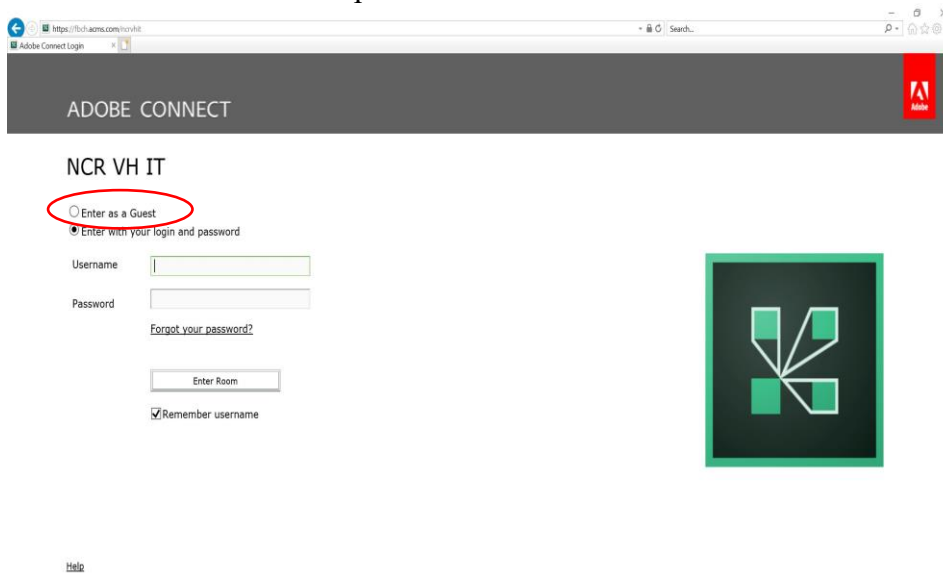 https://fbch.acms.com/ncrvhit
Search...
Adobe Connect Login
ADOBE CONNECT
Adobe
NCR VH IT
Enter as a Guest
Enter with your login and password
Username
Password
Forgot your password?
Enter Room
Remember username
Help